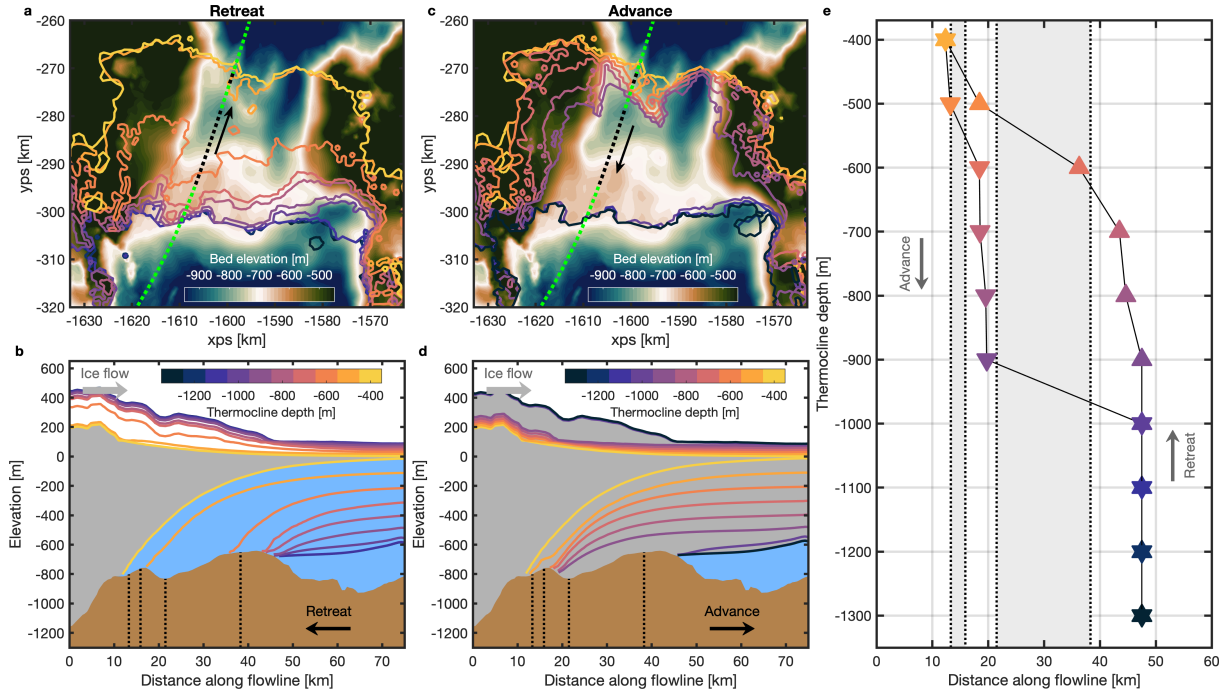 a
Retreat
-260
-270
-280
-290
-300
-310
-320
yps [km]
Bed elevation [m]
-900 -800 -700 -600 -500
-1630 -1620 -1610 -1600 -1590 -1580 -1570
xps [km]
c
Advance
-260
-270
-280
-290
-300
-310
-320
yps [km]
Bed elevation [m]
-900 -800 -700 -600 -500
-1630 -1620 -1610 -1600 -1590 -1580 -1570
xps [km]
b
600
400
200
0
-200
-400
-600
-800
-1000
-1200
Elevation [m]
Ice flow
-1200 -1000 -800 -600 -400
Thermocline depth [m]
Retreat
0 10 20 30 40 50 60 70
Distance along flowline [km]
d
600
400
200
0
-200
-400
-600
-800
-1000
-1200
Elevation [m]
Ice flow
-1200 -1000 -800 -600 -400
Thermocline depth [m]
Advance
0 10 20 30 40 50 60 70
Distance along flowline [km]
e
-400
-500
-600
-700
-800
-900
-1000
-1100
-1200
-1300
Thermocline depth [m]
Advance
Retreat
0 10 20 30 40 50 60
Distance along flowline [km]